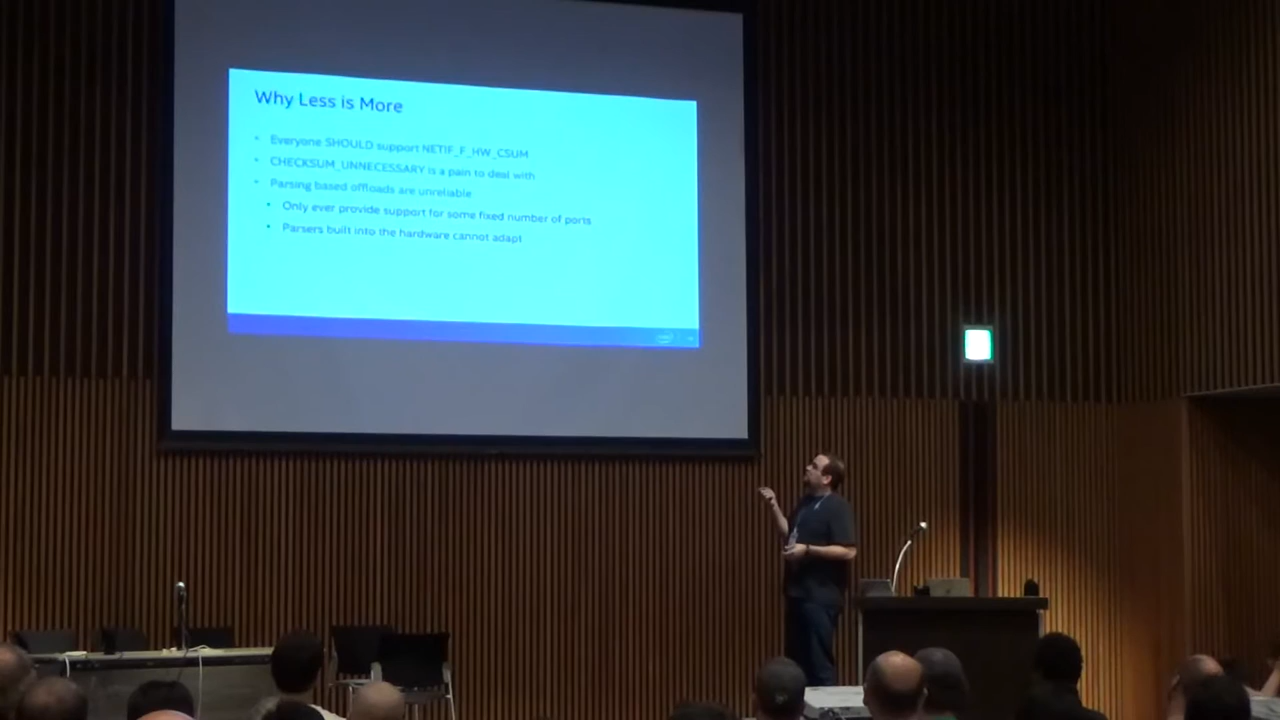 Why Less is More
• Everyone SHOULD support NETIF_F_HW_CSUM
• CHECKSUM_UNNECESSARY is a pain to deal with
• Parsing based offloads are unreliable
• Only ever provide support for some fixed number of ports
• Parsers built into the hardware cannot adapt